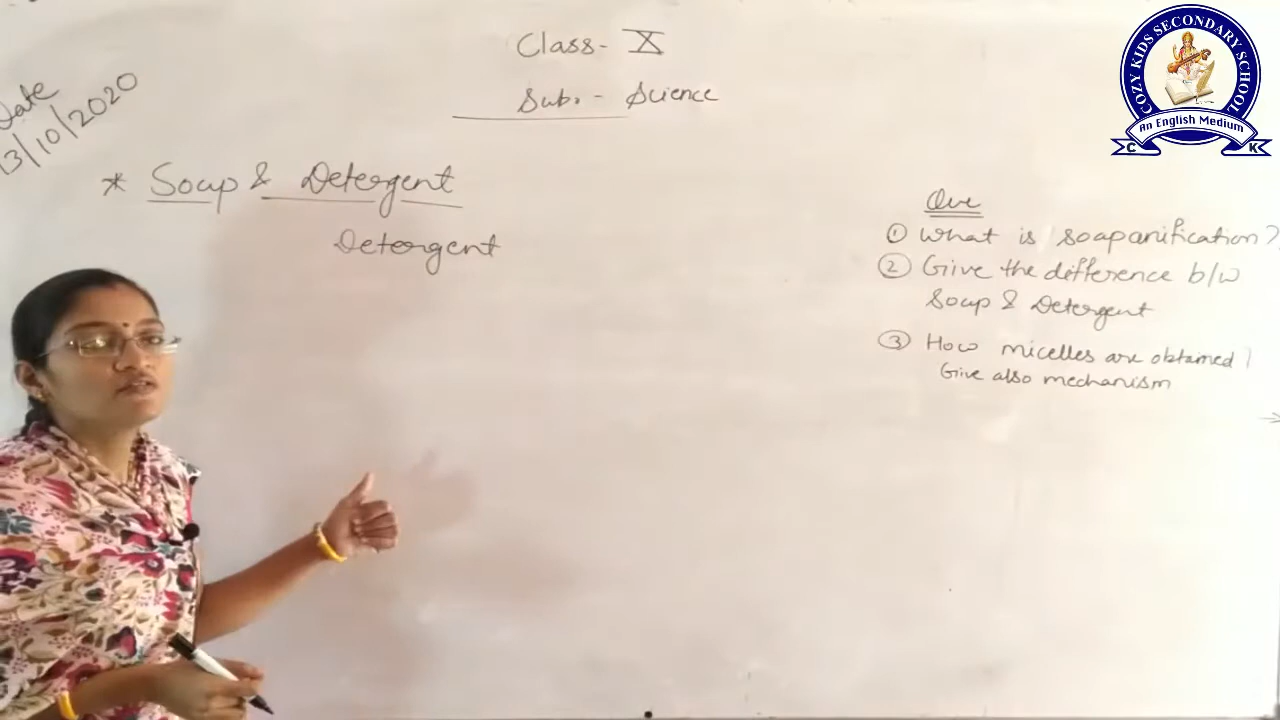 Class- X
Sub. - Science
Date
13/10/2020
* Soap & Detergent
Detergent
Que
① What is soapanification?
② Give the difference b/w
Soap & Detergent
③ How micelles are obtained?
Give also mechanism
COZY KIDS SECONDARY SCHOOL
An English Medium
C K